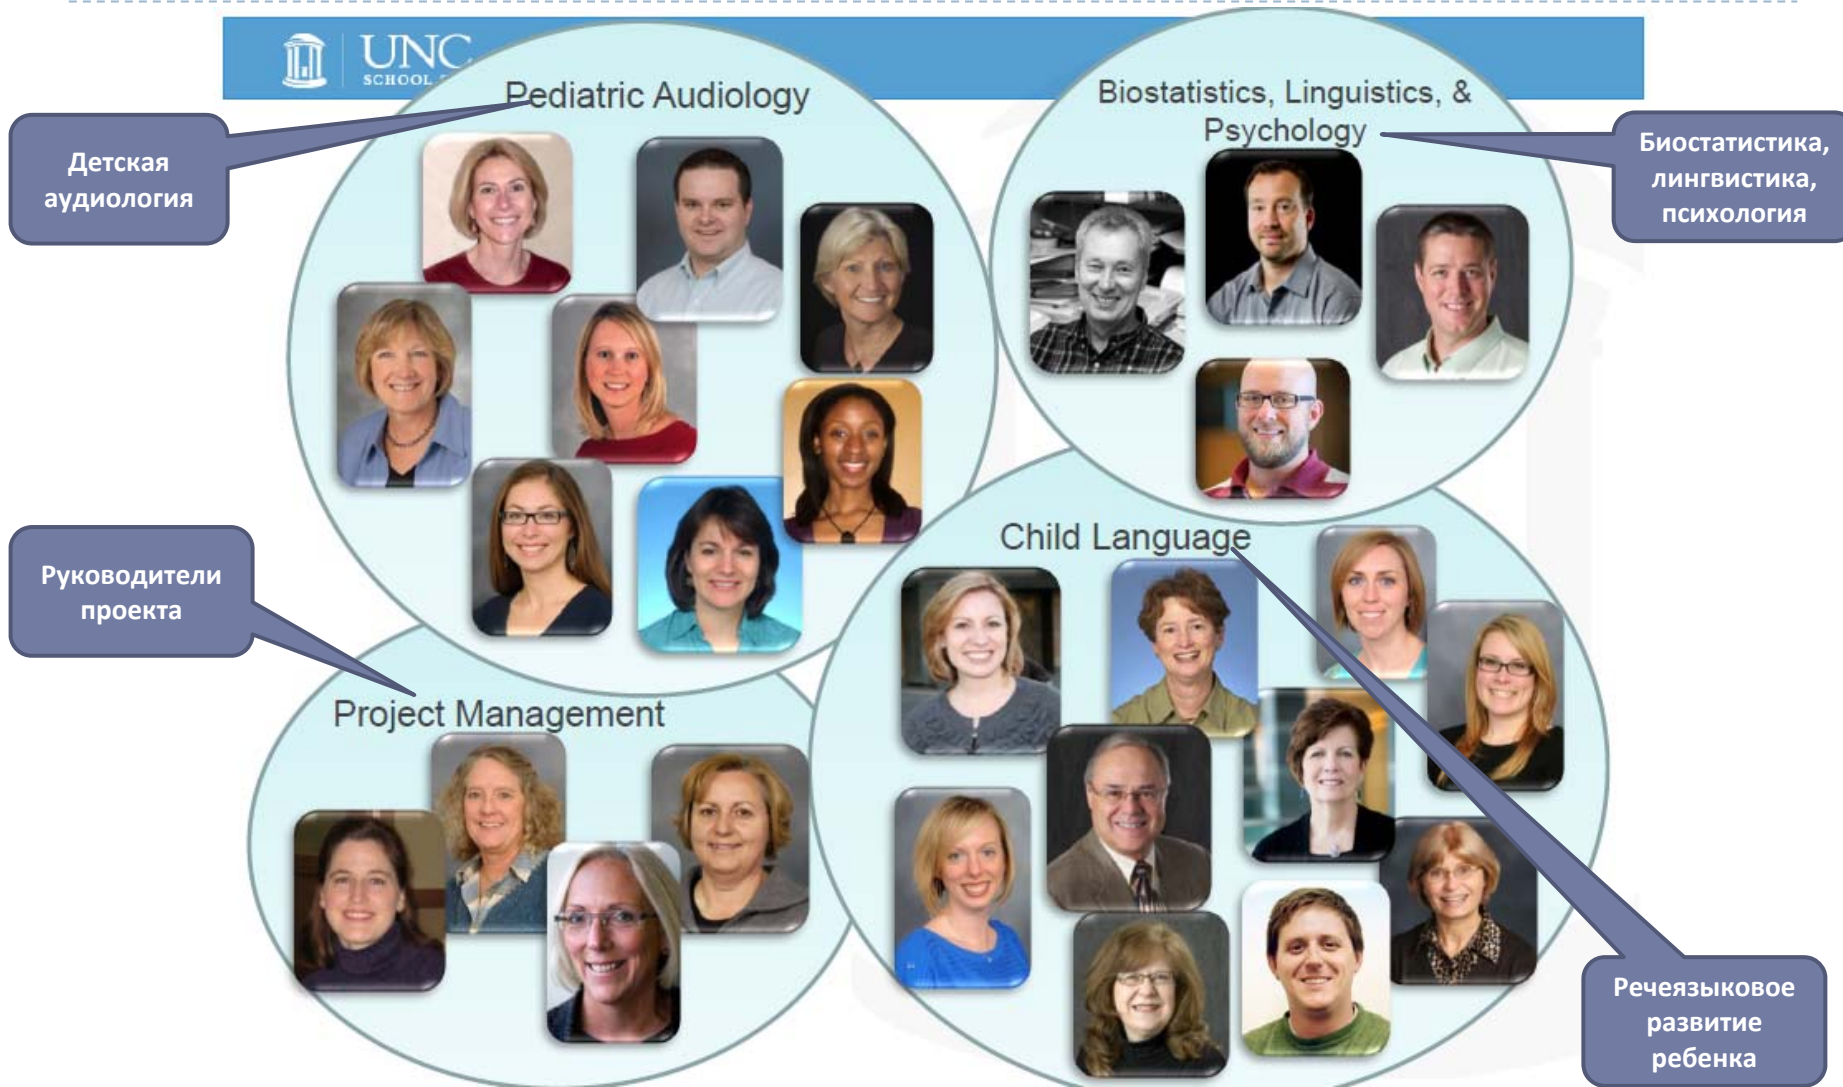 UNC
SCHOOL
Pediatric Audiology
Biostatistics, Linguistics, &
Psychology
Детская
аудиология
Биостатистика,
лингвистика,
психология
Child Language
Руководители
проекта
Project Management
Речеязыковое
развитие
ребенка